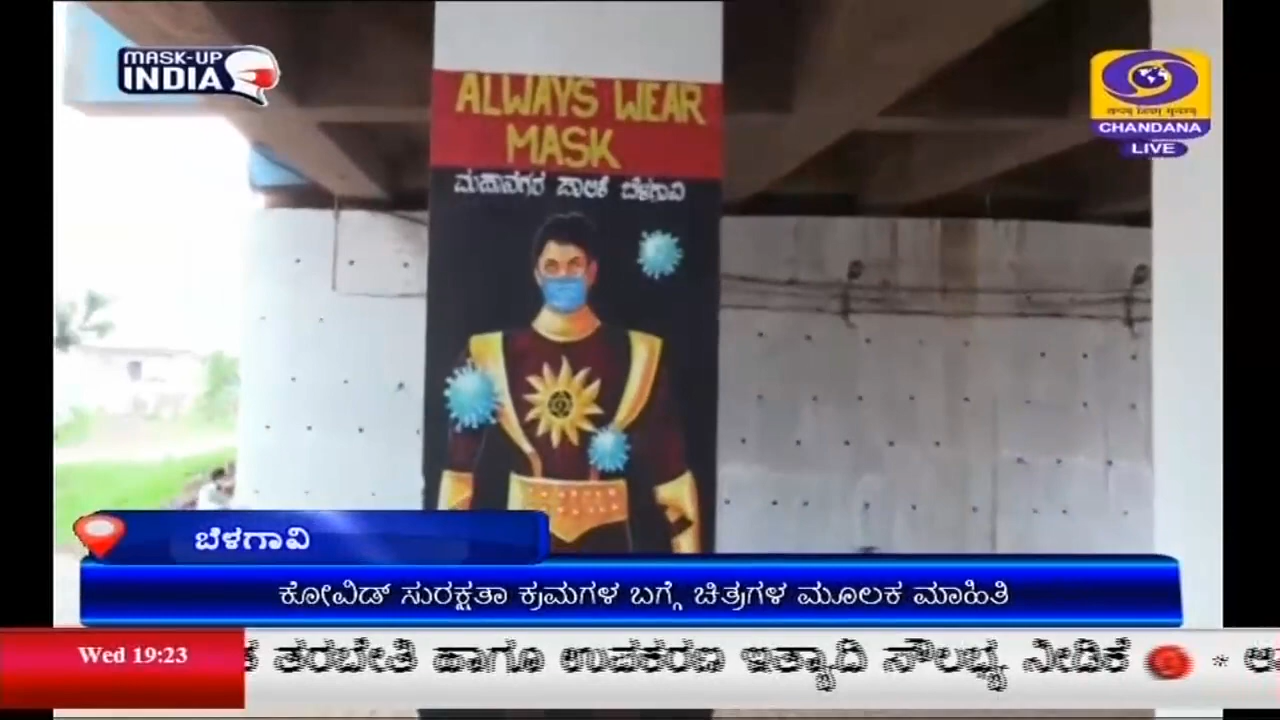 MASK-UP
INDIA
CHANDANA
LIVE
ALWAYS WEAR
MASK
ಮಹಾನಗರ ಪಾಲಿಕೆ ಬೆಳಗಾವಿ
ಬೆಳಗಾವಿ
ಕೋವಿಡ್ ಸುರಕ್ಷತಾ ಕ್ರಮಗಳ ಬಗ್ಗೆ ಚಿತ್ರಗಳ ಮೂಲಕ ಮಾಹಿತಿ
Wed 19:23
ತರಬೇತಿ ಹಾಗೂ ಉಪಕರಣ ಇತ್ಯಾದಿ ಸೌಲಭ್ಯ ನೀಡಿಕೆ *